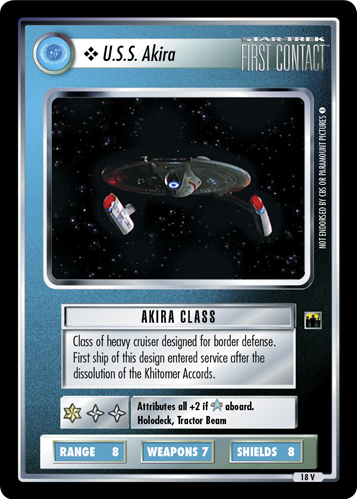 ❖ U.S.S. Akira
STAR TREK
FIRST CONTACT
NOT ENDORSED BY CBS OR PARAMOUNT PICTURES
AKIRA CLASS
Class of heavy cruiser designed for border defense.
First ship of this design entered service after the
dissolution of the Khitomer Accords.
Attributes all +2 if aboard.
Holodeck, Tractor Beam
RANGE 8
WEAPONS 7
SHIELDS 8
18 V